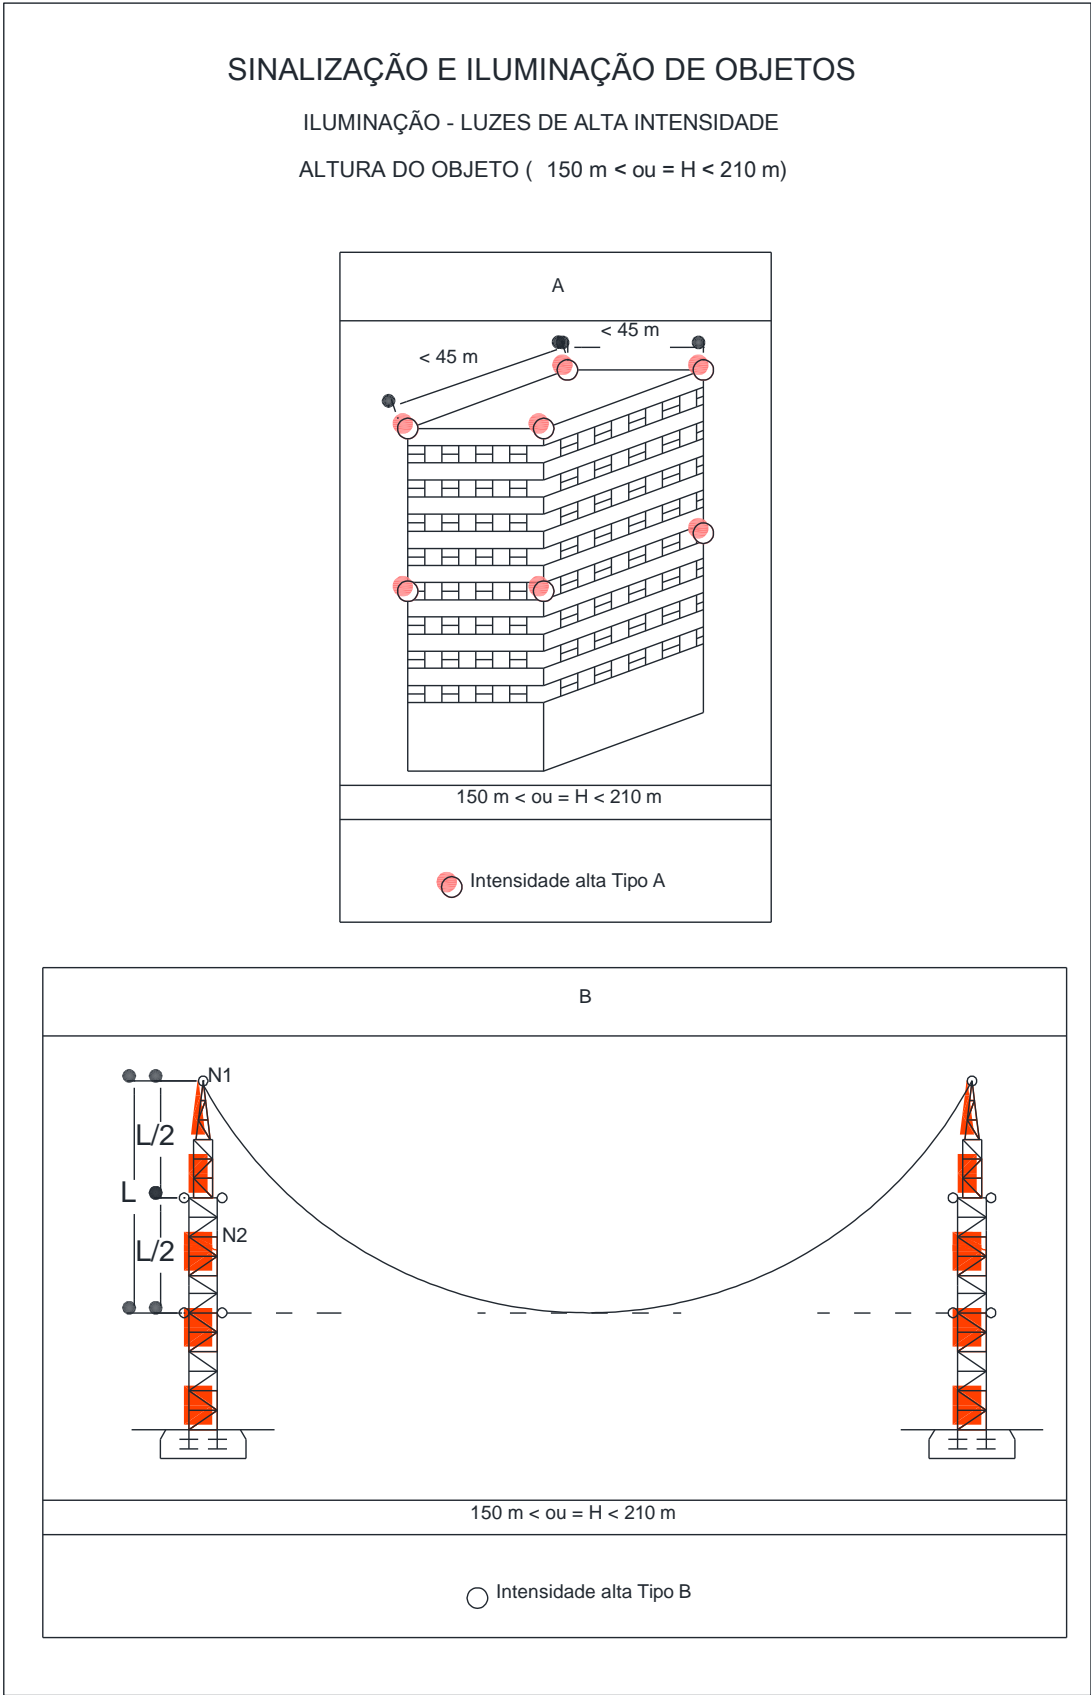 SINALIZAÇÃO E ILUMINAÇÃO DE OBJETOS
ILUMINAÇÃO - LUZES DE ALTA INTENSIDADE
ALTURA DO OBJETO ( 150 m < ou = H < 210 m)
A
< 45 m
< 45 m
150 m < ou = H < 210 m
Intensidade alta Tipo A
B
N1
L/2
L
N2
L/2
150 m < ou = H < 210 m
Intensidade alta Tipo B